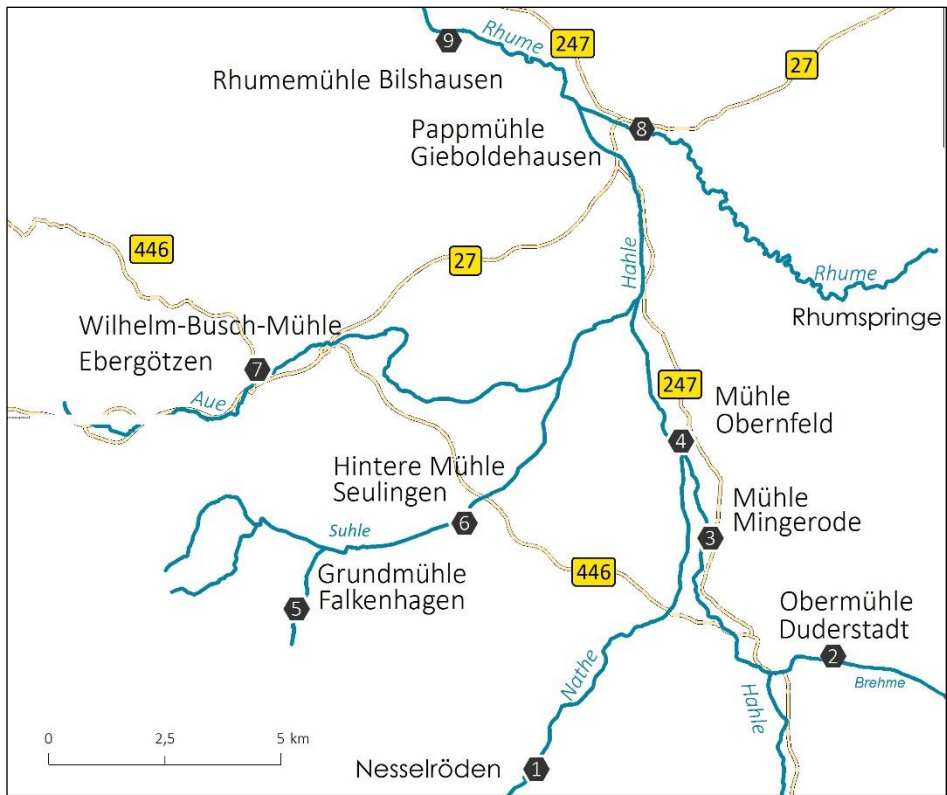 Rhume
9
247
27
Rhumemühle Bilshausen
Pappmühle
Gieboldehausen
8
446
27
Hahle
Rhume
Rhumspringe
Wilhelm-Busch-Mühle
Ebergötzen
7
Aue
247
Mühle
Obernfeld
4
Hintere Mühle
Seulingen
6
Mühle
Mingerode
3
Suhle
Grundmühle
Falkenhagen
5
446
Obermühle
Duderstadt
2
Brehme
Nathe
Hahle
0
2,5
5 km
Nesselröden
1